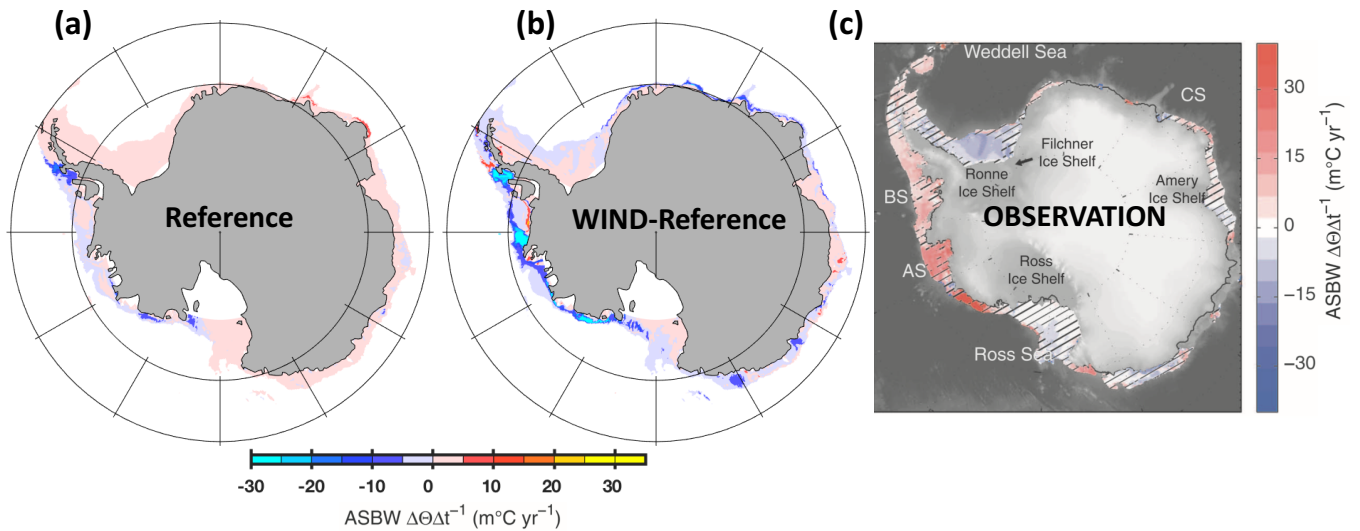 (a)
(b)
(c)
Reference
WIND-Reference
OBSERVATION
Weddell Sea
CS
Filchner
Ice Shelf
Ronne
Ice Shelf
Amery
Ice Shelf
BS
AS
Ross
Ice Shelf
Ross Sea
30
15
0
−15
−30
ASBW ΔΘΔt⁻¹ (m°C yr⁻¹)
-30 -20 -10 0 10 20 30
ASBW ΔΘΔt⁻¹ (m°C yr⁻¹)